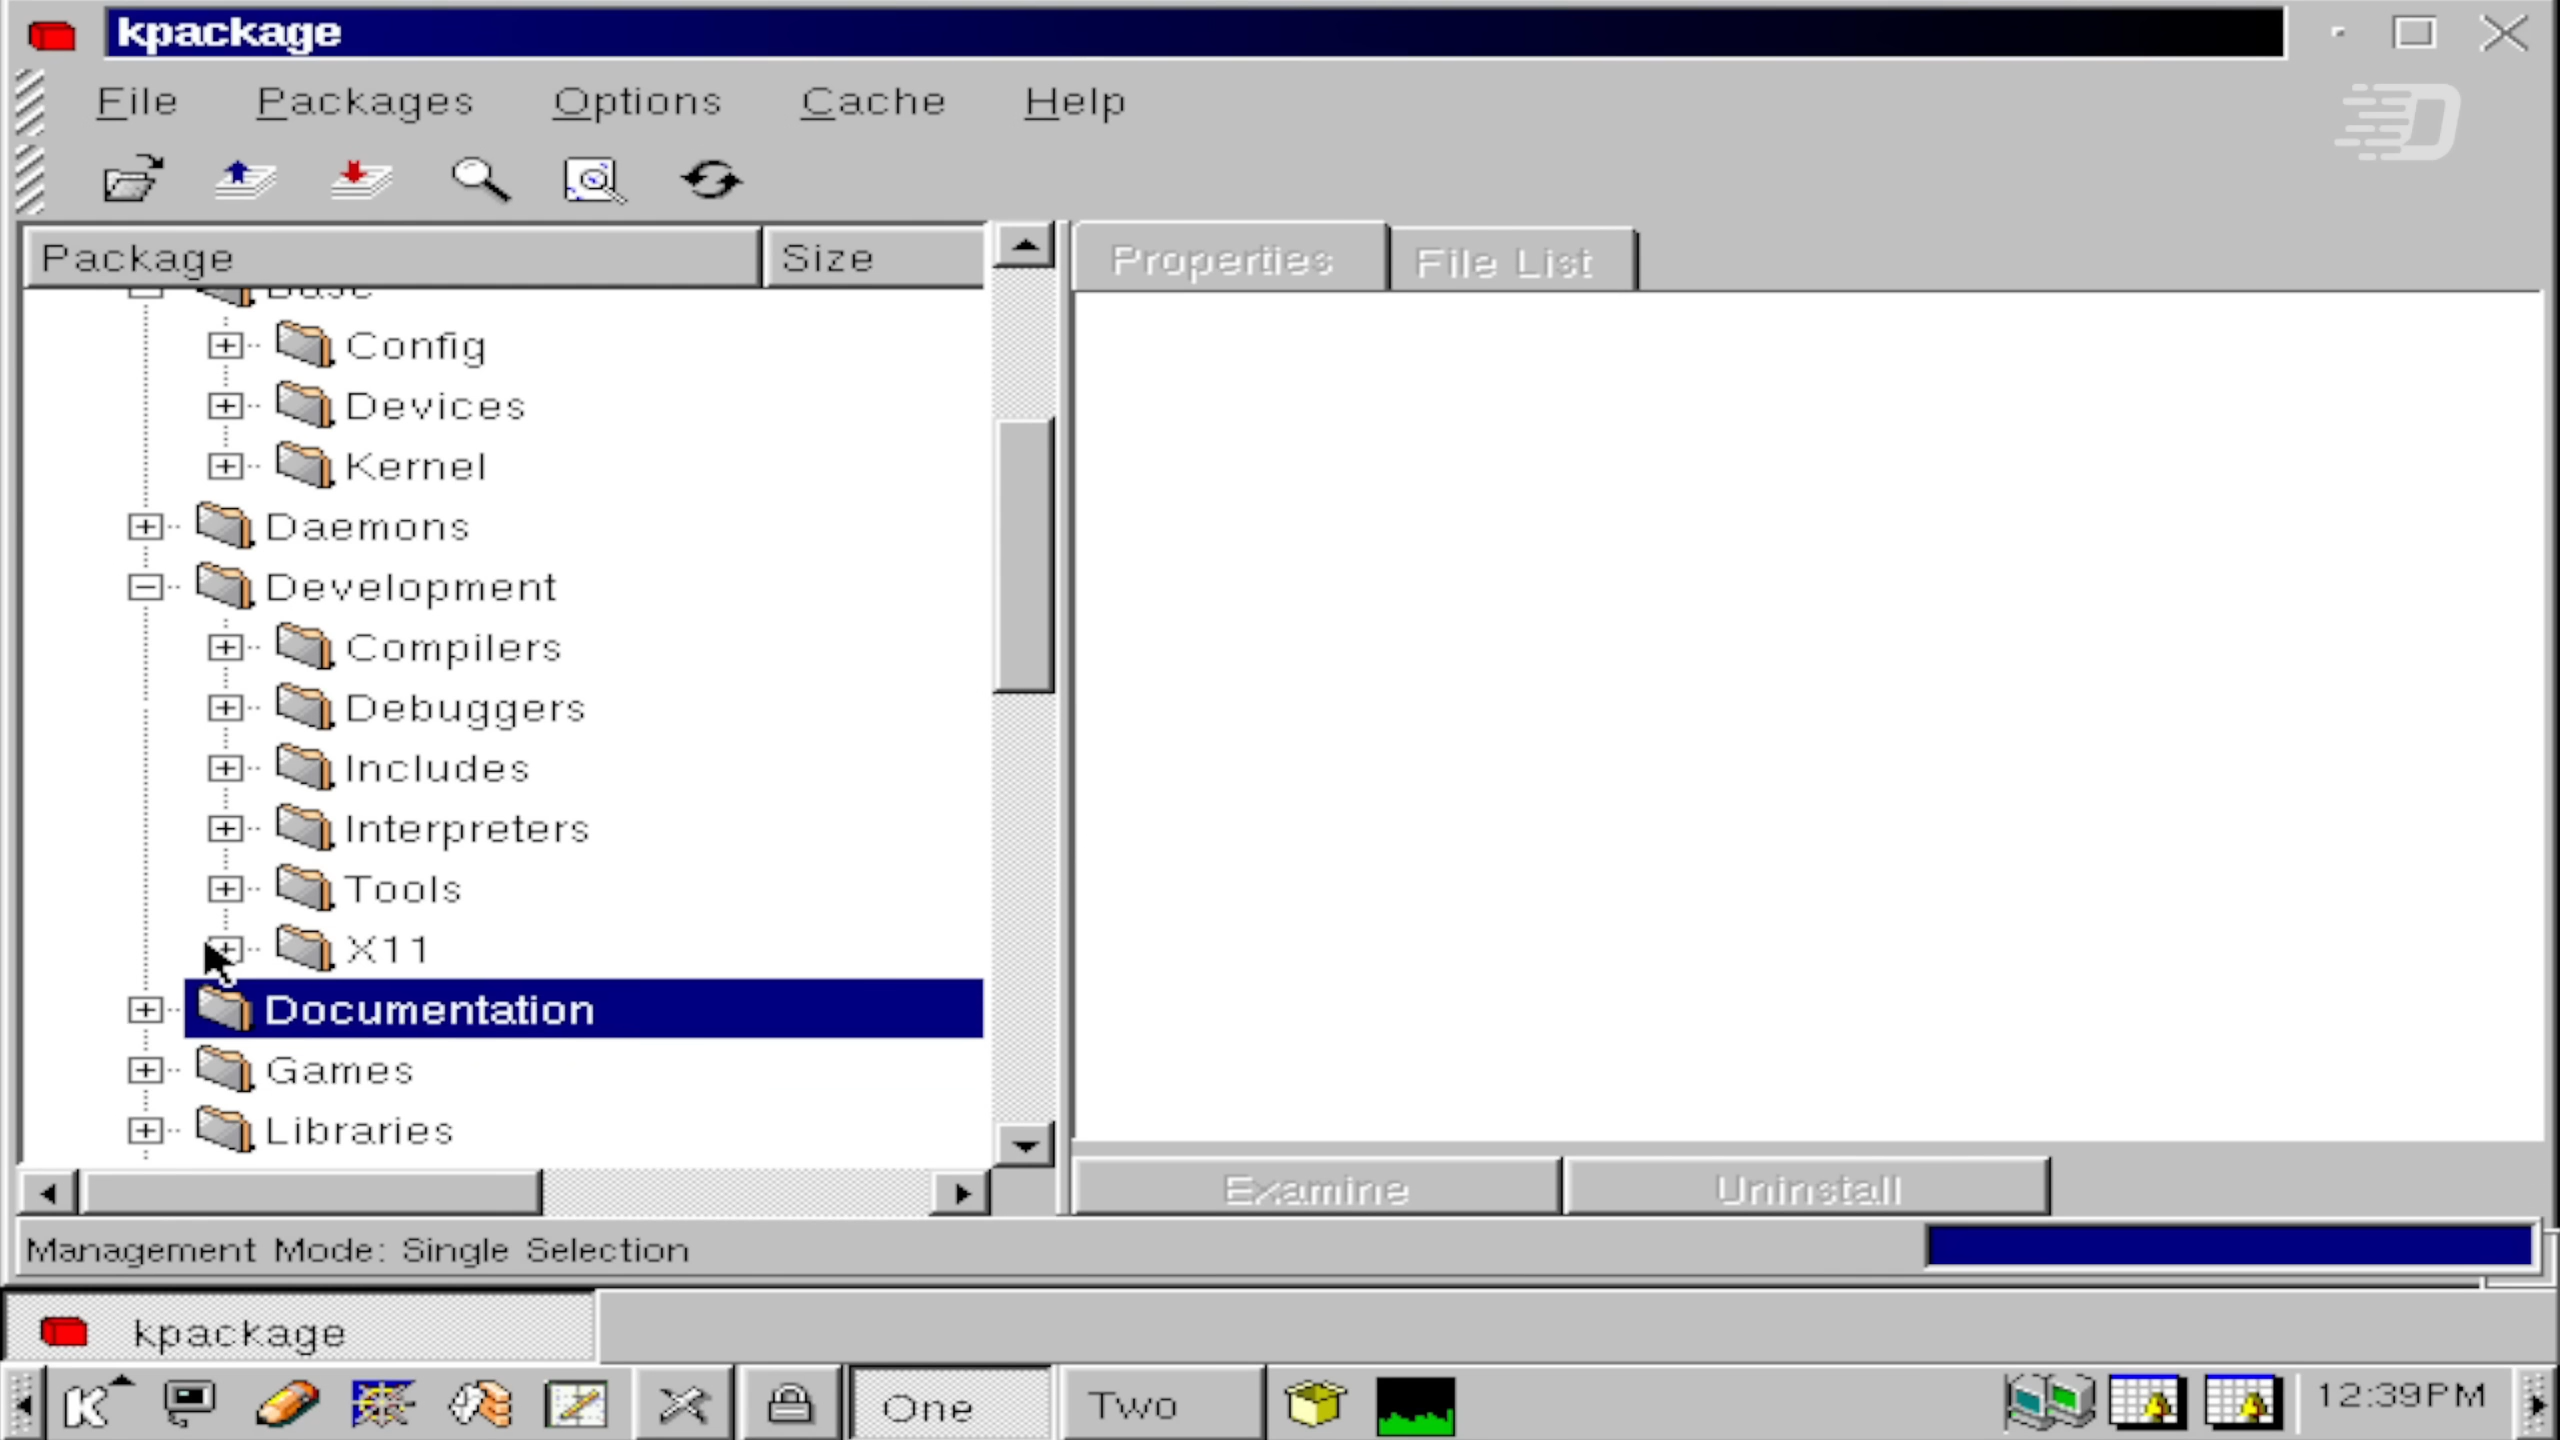 kpackage
File Packages Options Cache Help
Package Size
Properties File List
Base
Config
Devices
Kernel
Daemons
Development
Compilers
Debuggers
Includes
Interpreters
Tools
X11
Documentation
Games
Libraries
Examine Uninstall
Management Mode: Single Selection
kpackage
One Two 12:39PM